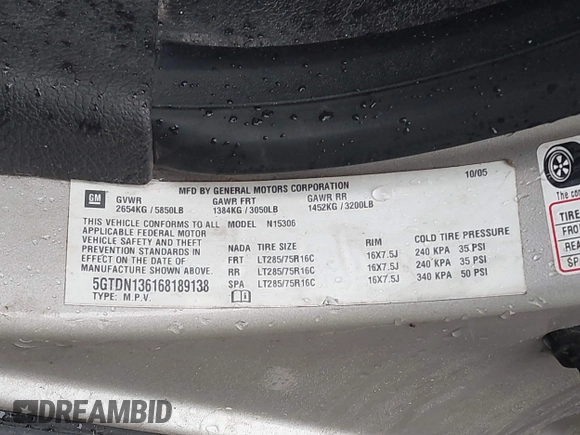 MFD BY GENERAL MOTORS CORPORATION 10/05
GM GVWR GAWR FRT GAWR RR
2654KG / 5850LB 1384KG / 3050LB 1452KG / 3200LB
THIS VEHICLE CONFORMS TO ALL MODEL N15306
APPLICABLE FEDERAL MOTOR
VEHICLE SAFETY AND THEFT
PREVENTION STANDARDS IN
EFFECT ON THE DATE OF
MANUFACTURE SHOWN ABOVE.
5GTDN136168189138
TYPE: M.P.V.
NADA TIRE SIZE RIM COLD TIRE PRESSURE
FRT LT285/75R16C 16X7.5J 240 KPA 35 PSI
RR LT285/75R16C 16X7.5J 240 KPA 35 PSI
SPA LT285/75R16C 16X7.5J 340 KPA 50 PSI
TIRE
FRO
REA
SP
DREAMBID